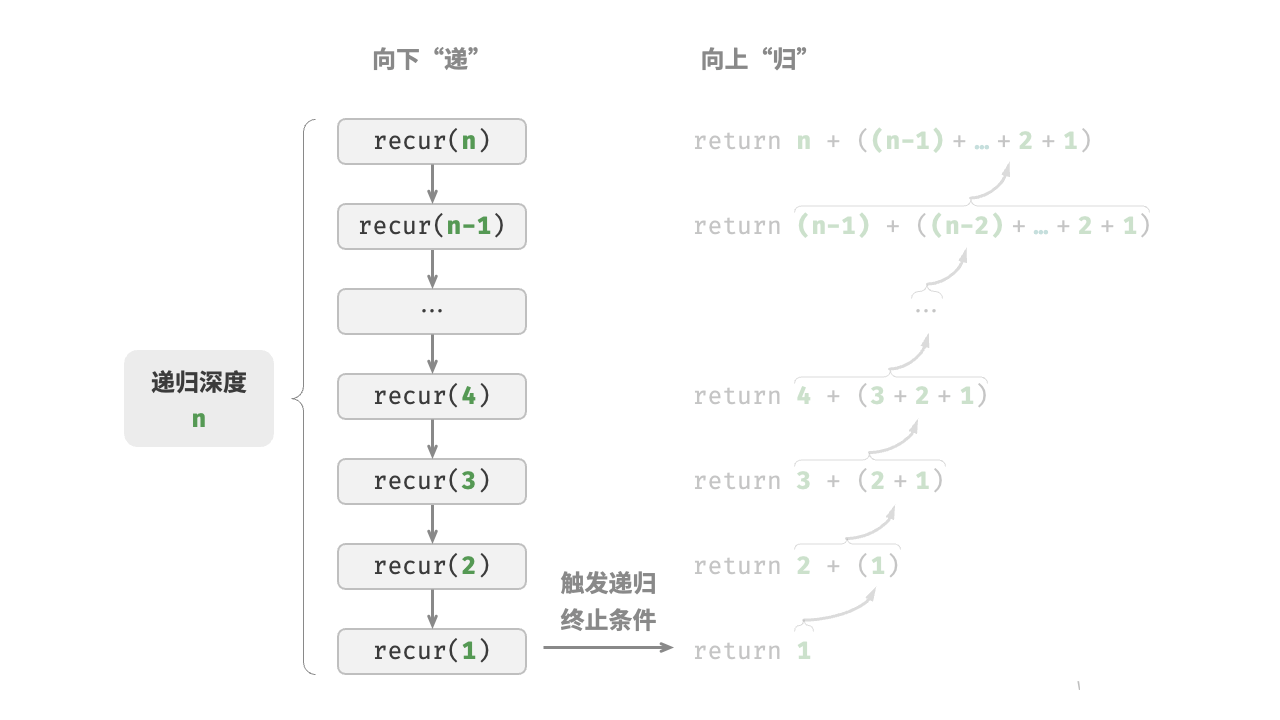 向下“递”
向上“归”
recur(n)
return n + ((n-1) + … + 2 + 1)
recur(n-1)
return (n-1) + ((n-2) + … + 2 + 1)
…
…
递归深度
n
recur(4)
return 4 + (3 + 2 + 1)
recur(3)
return 3 + (2 + 1)
recur(2)
return 2 + (1)
触发递归
终止条件
recur(1)
return 1